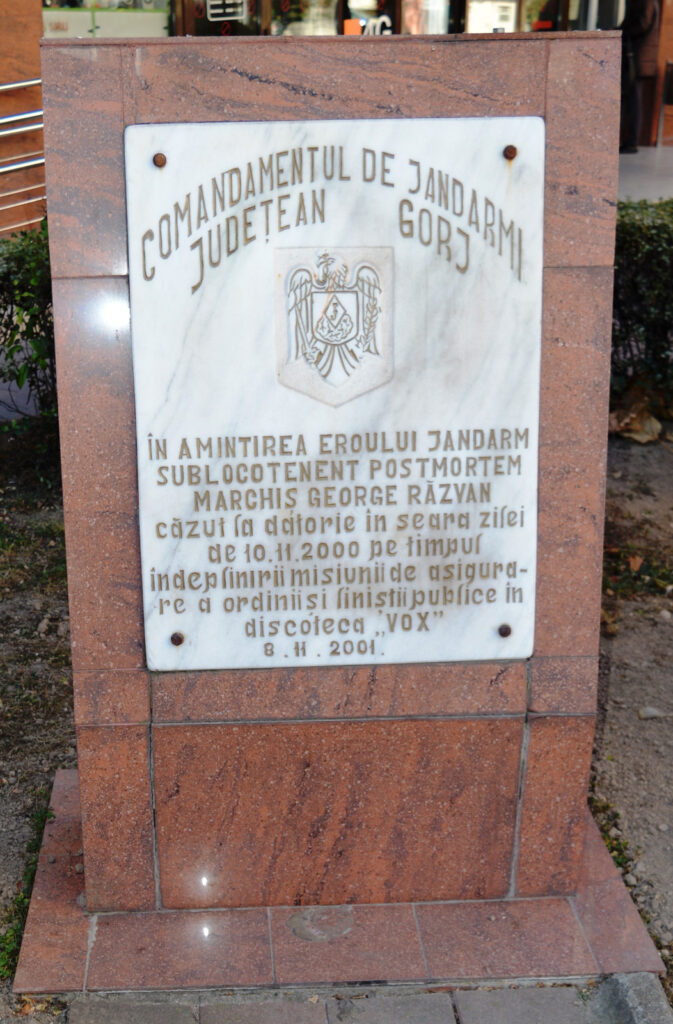 COMANDAMENTUL DE JANDARMI
JUDEȚEAN GORJ
ÎN AMINTIREA EROULUI JANDARM
SUBLOCOTENENT POSTMORTEM
MARCHIȘ GEORGE RĂZVAN
căzut la datorie în seara zilei
de 10.11.2000 pe timpul
îndeplinirii misiunii de asigura-
re a ordinii si liniștii publice în
discoteca „VOX”
8.11.2001.